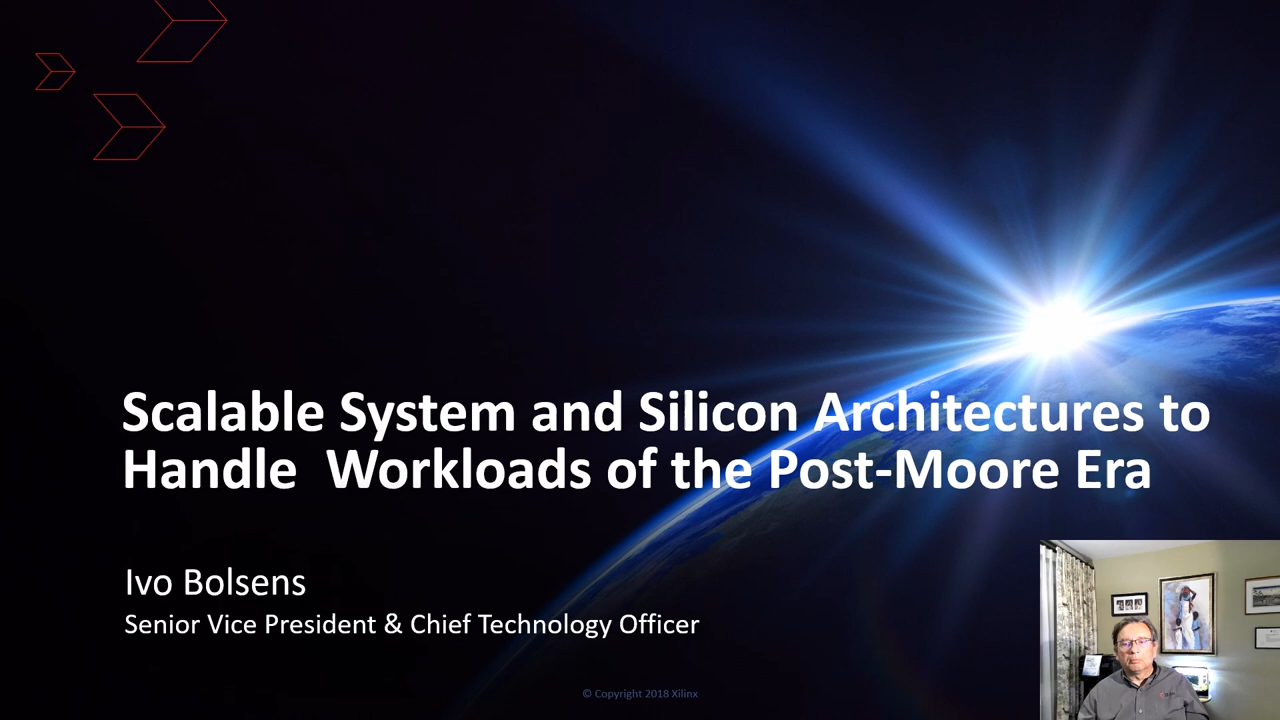 Scalable System and Silicon Architectures to
Handle  Workloads of the Post-Moore Era
Ivo Bolsens
Senior Vice President & Chief Technology Officer
© Copyright 2018 Xilinx